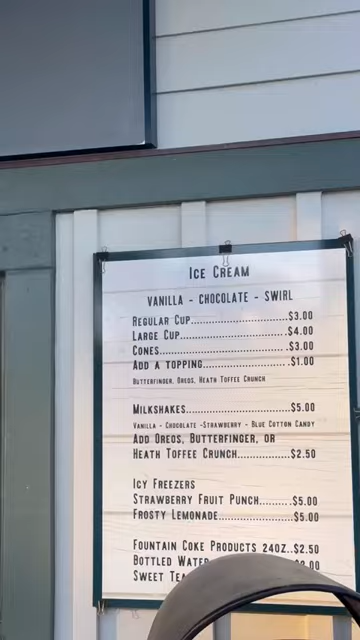 ICE CREAM
VANILLA - CHOCOLATE - SWIRL
REGULAR CUP......................$3.00
LARGE CUP.........................$4.00
CONES...............................$3.00
ADD A TOPPING....................$1.00
BUTTERFINGER, OREOS, HEATH TOFFEE CRUNCH
MILKSHAKES.......................$5.00
VANILLA - CHOCOLATE -STRAWBERRY - BLUE COTTON CANDY
ADD OREOS, BUTTERFINGER, OR
HEATH TOFFEE CRUNCH...........$2.50
ICY FREEZERS
STRAWBERRY FRUIT PUNCH.......$5.00
FROSTY LEMONADE................$5.00
FOUNTAIN COKE PRODUCTS 24OZ..$2.50
BOTTLED
SWEET TEA